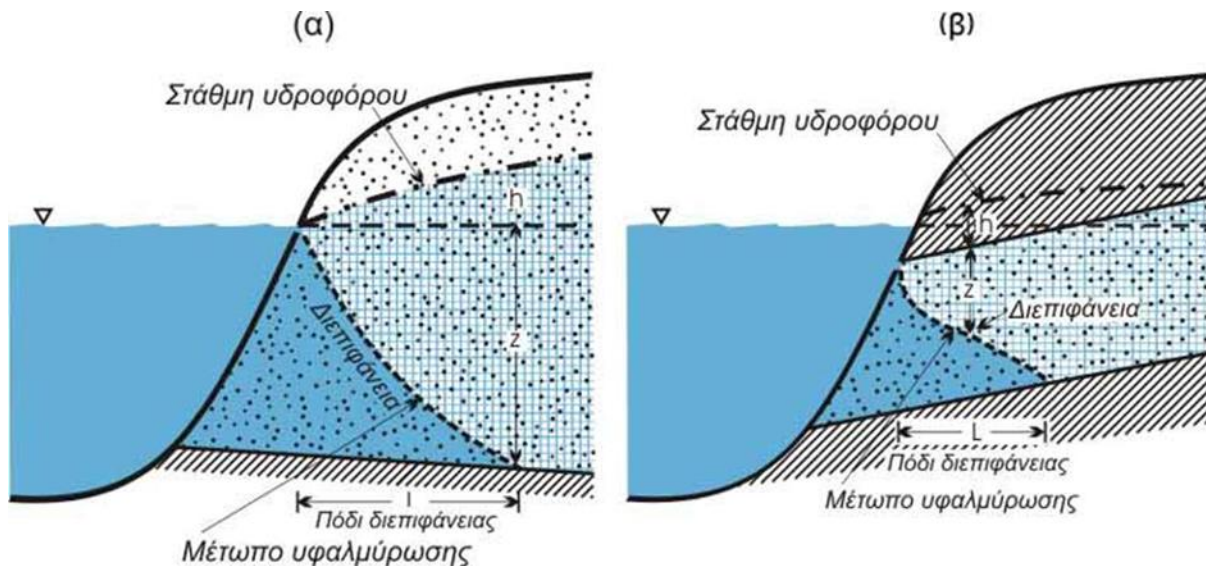 (α)
Στάθμη υδροφόρου
h
Διεπιφάνεια
z
L
Πόδι διεπιφάνειας
Μέτωπο υφαλμύρωσης
(β)
Στάθμη υδροφόρου
h
z
Διεπιφάνεια
L
Πόδι διεπιφάνειας
Μέτωπο υφαλμύρωσης